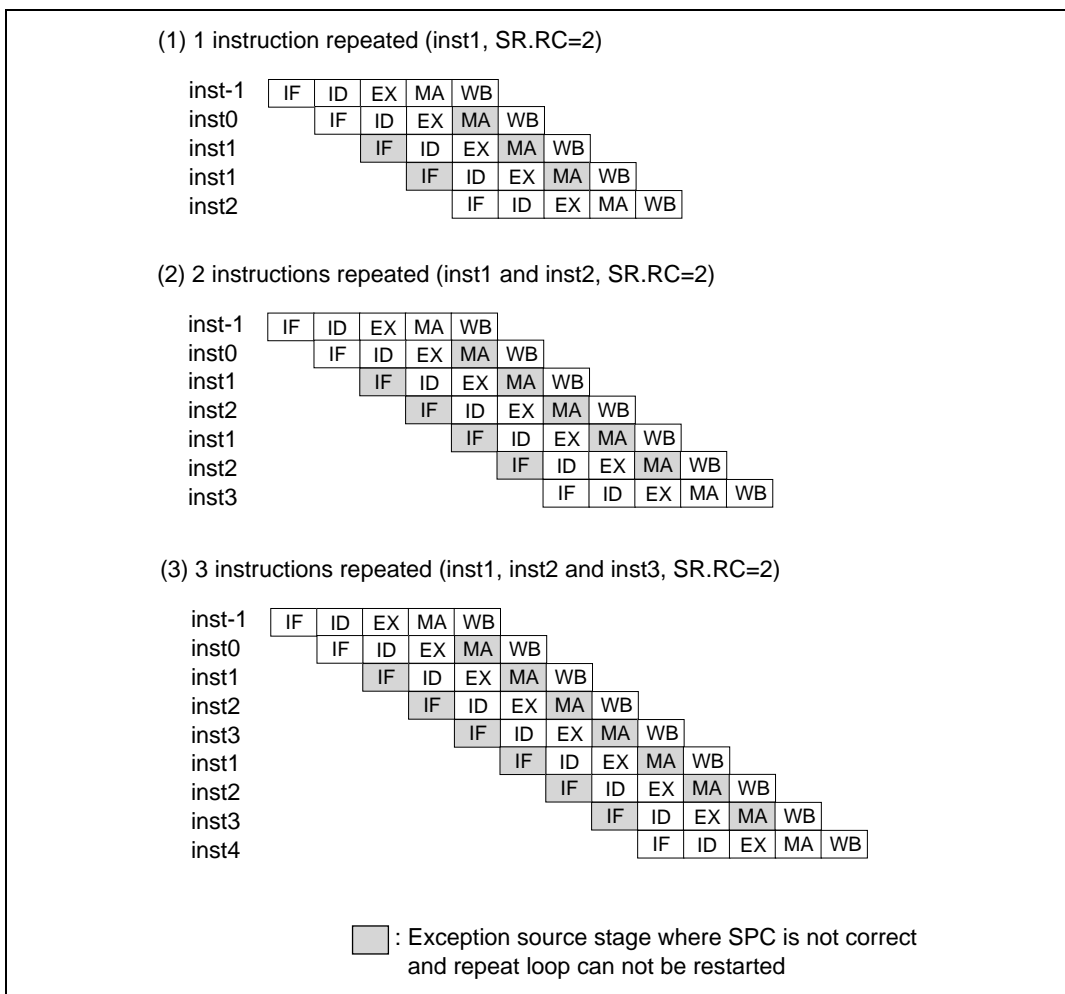 (1) 1 instruction repeated (inst1, SR.RC=2)
inst-1 IF ID EX MA WB
inst0 IF ID EX MA WB
inst1 IF ID EX MA WB
inst1 IF ID EX MA WB
inst2 IF ID EX MA WB
(2) 2 instructions repeated (inst1 and inst2, SR.RC=2)
inst-1 IF ID EX MA WB
inst0 IF ID EX MA WB
inst1 IF ID EX MA WB
inst2 IF ID EX MA WB
inst1 IF ID EX MA WB
inst2 IF ID EX MA WB
inst3 IF ID EX MA WB
(3) 3 instructions repeated (inst1, inst2 and inst3, SR.RC=2)
inst-1 IF ID EX MA WB
inst0 IF ID EX MA WB
inst1 IF ID EX MA WB
inst2 IF ID EX MA WB
inst3 IF ID EX MA WB
inst1 IF ID EX MA WB
inst2 IF ID EX MA WB
inst3 IF ID EX MA WB
inst4 IF ID EX MA WB
: Exception source stage where SPC is not correct
and repeat loop can not be restarted